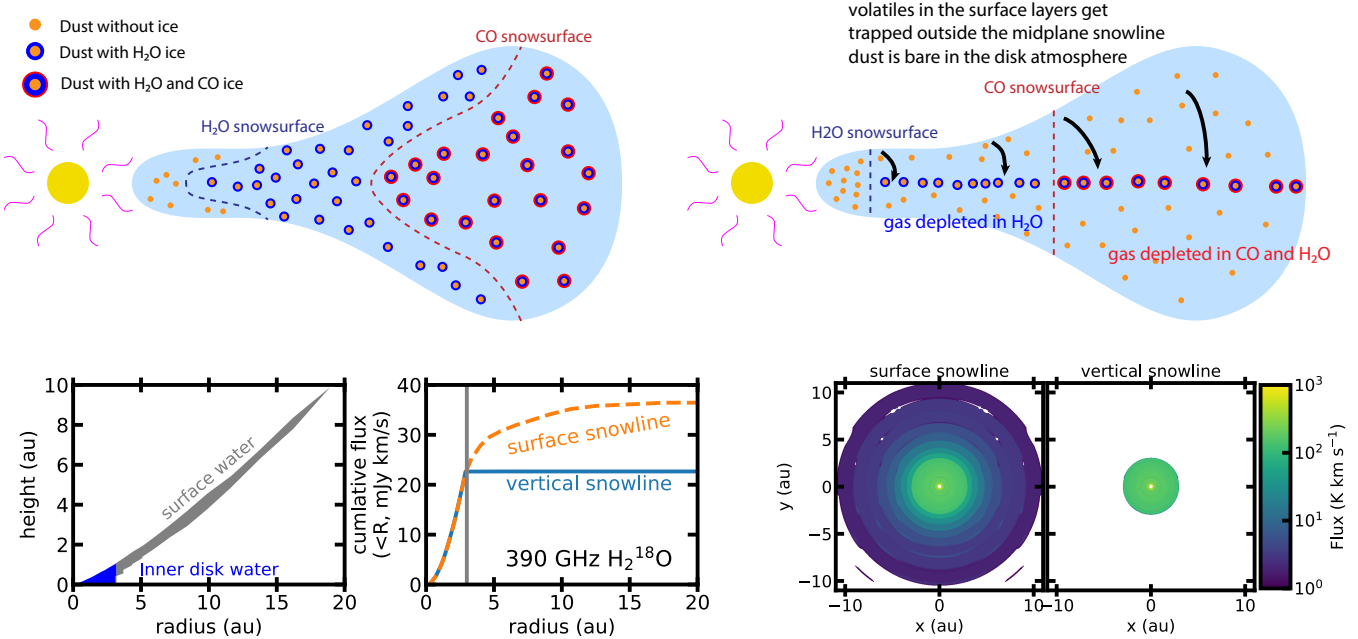 Dust without ice
Dust with H₂O ice
Dust with H₂O and CO ice
CO snowsurface
H₂O snowsurface
volatiles in the surface layers get
trapped outside the midplane snowline
dust is bare in the disk atmosphere
CO snowsurface
H2O snowsurface
gas depleted in H₂O
gas depleted in CO and H₂O
10
8
6
4
2
0
height (au)
surface water
Inner disk water
0 5 10 15 20
radius (au)
40
30
20
10
0
cumlative flux
(<R, mJy km/s)
surface snowline
vertical snowline
390 GHz H₂¹⁸O
0 5 10 15 20
radius (au)
surface snowline
vertical snowline
10
5
0
−5
−10
y (au)
−10 0 10
x (au)
−10 0 10
x (au)
10³
10²
10¹
10⁰
Flux (K km s⁻¹)